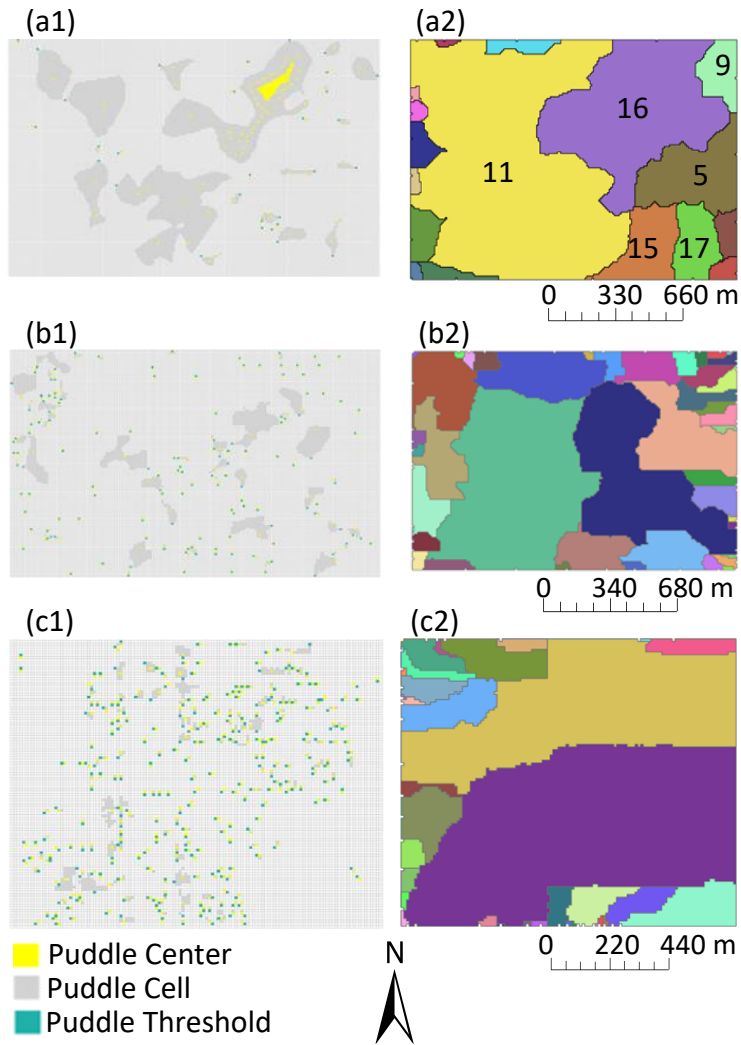 (a1) (a2)
9
16
11
5
15 17
0 330 660 m
(b1) (b2)
0 340 680 m
(c1) (c2)
0 220 440 m
Puddle Center
Puddle Cell
Puddle Threshold
N